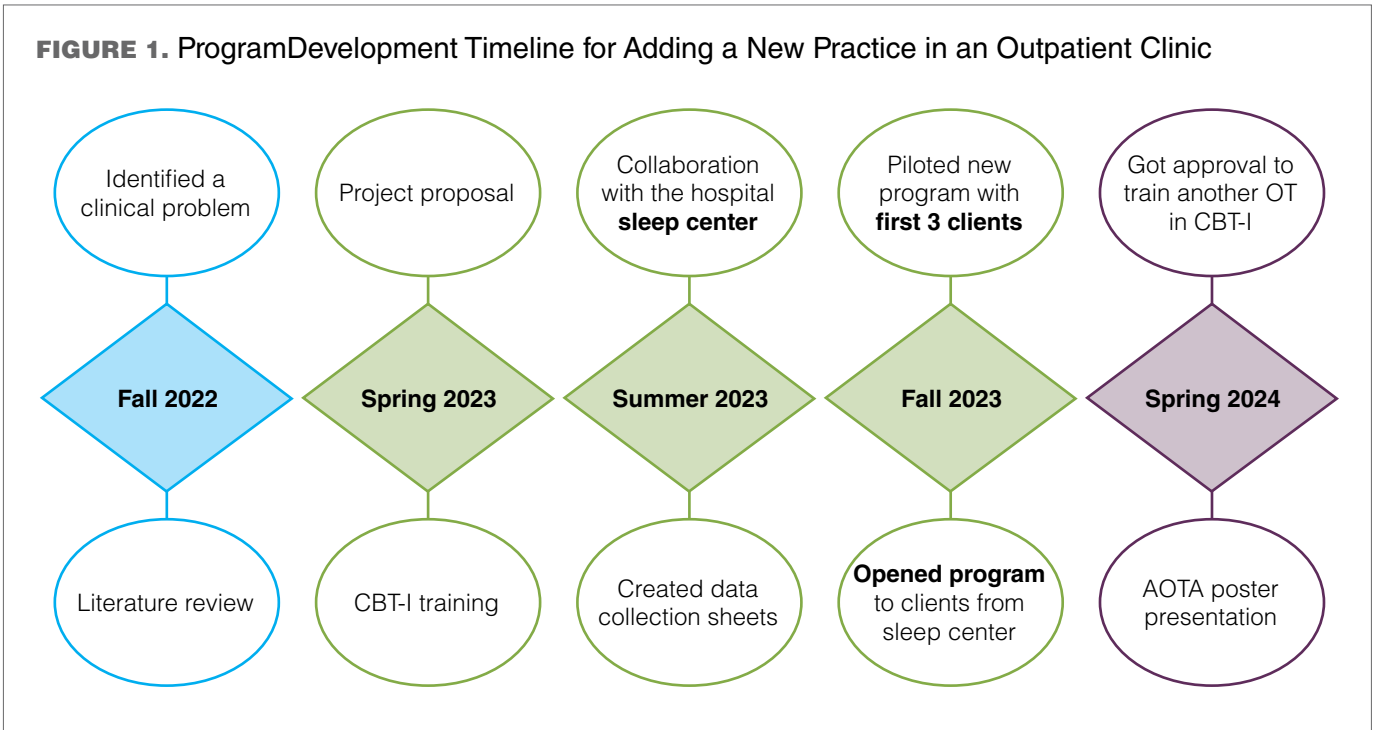 FIGURE 1. ProgramDevelopment Timeline for Adding a New Practice in an Outpatient Clinic
Identified a
clinical problem
Project proposal
Collaboration
with the hospital
sleep center
Piloted new
program with
first 3 clients
Got approval to
train another OT
in CBT-I
Fall 2022
Spring 2023
Summer 2023
Fall 2023
Spring 2024
Literature review
CBT-I training
Created data
collection sheets
Opened program
to clients from
sleep center
AOTA poster
presentation